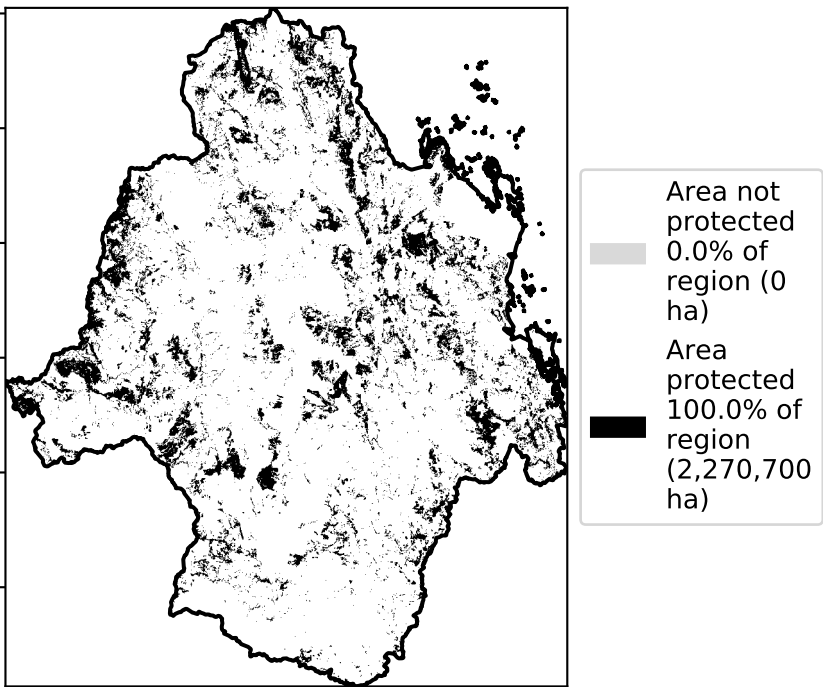 Area not
protected
0.0% of
region (0
ha)
Area
protected
100.0% of
region
(2,270,700
ha)